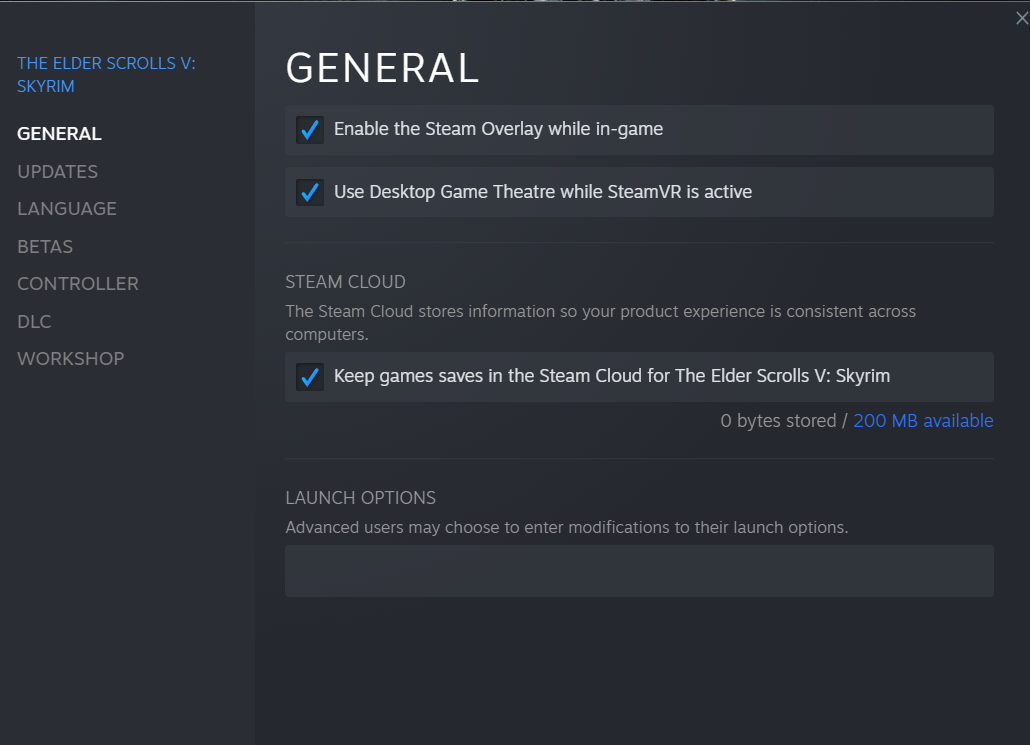 THE ELDER SCROLLS V:
SKYRIM
GENERAL
UPDATES
LANGUAGE
BETAS
CONTROLLER
DLC
WORKSHOP
GENERAL
Enable the Steam Overlay while in-game
Use Desktop Game Theatre while SteamVR is active
STEAM CLOUD
The Steam Cloud stores information so your product experience is consistent across
computers.
Keep games saves in the Steam Cloud for The Elder Scrolls V: Skyrim
0 bytes stored / 200 MB available
LAUNCH OPTIONS
Advanced users may choose to enter modifications to their launch options.